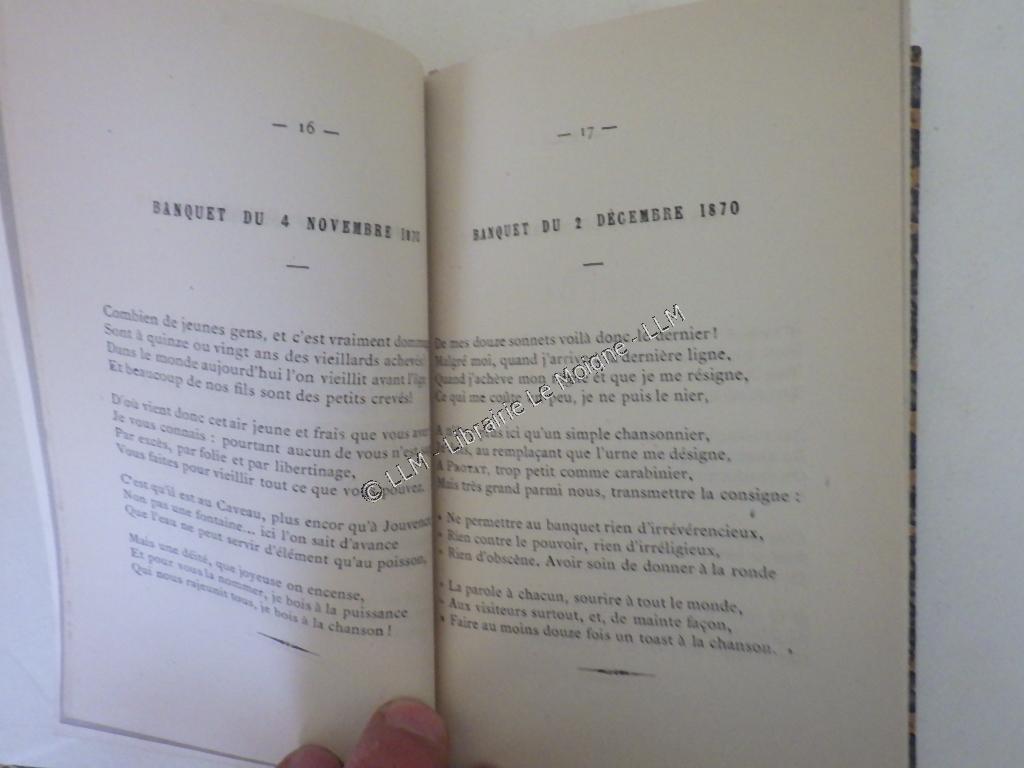 — 16 —
BANQUET DU 4 NOVEMBRE 1870
Combien de jeunes gens, et c'est vraiment domm
Sont à quinze ou vingt ans des vieillards achevés!
Dans le monde aujourd'hui l'on vieillit avant l'âge
Et beaucoup de nos fils sont des petits crevés!
D'où vient donc cet air jeune et frais que vous
Je vous connais : pourtant aucun de vous
Par excès, par folie et par libertinage,
Vous faites pour vieillir tout ce que vous pouvez.
C'est qu'il est au Caveau, plus encor qu'à Jouvence
Non pas une fontaine... ici l'on sait d'avance
Que l'eau ne peut servir d'élément qu'au poisson,
Mais une déité, que joyeuse on encense,
Et pour vous la nommer, je bois à la puissance
Qui nous rajeunit tous, je bois à la chanson!
— 17 —
BANQUET DU 2 DÉCEMBRE 1870
De mes douze sonnets voilà donc le dernier!
Malgré moi, quand j'arrive dernière ligne,
Quand j'achève mon et que je me résigne,
Ce qui me coûte peu, je ne puis le nier,
A ici qu'un simple chansonnier,
au remplaçant que l'urne me désigne,
A PROTAT, trop petit comme carabinier,
Mais très grand parmi nous, transmettre la consigne :
« Ne permettre au banquet rien d'irrévérencieux,
« Rien contre le pouvoir, rien d'irréligieux,
« Rien d'obscène. Avoir soin de donner à la ronde
« La parole à chacun, sourire à tout le monde,
« Aux visiteurs surtout, et, de mainte façon,
« Faire au moins douze fois un toast à la chanson. »
© LLM - Librairie Le Moigne - LLM